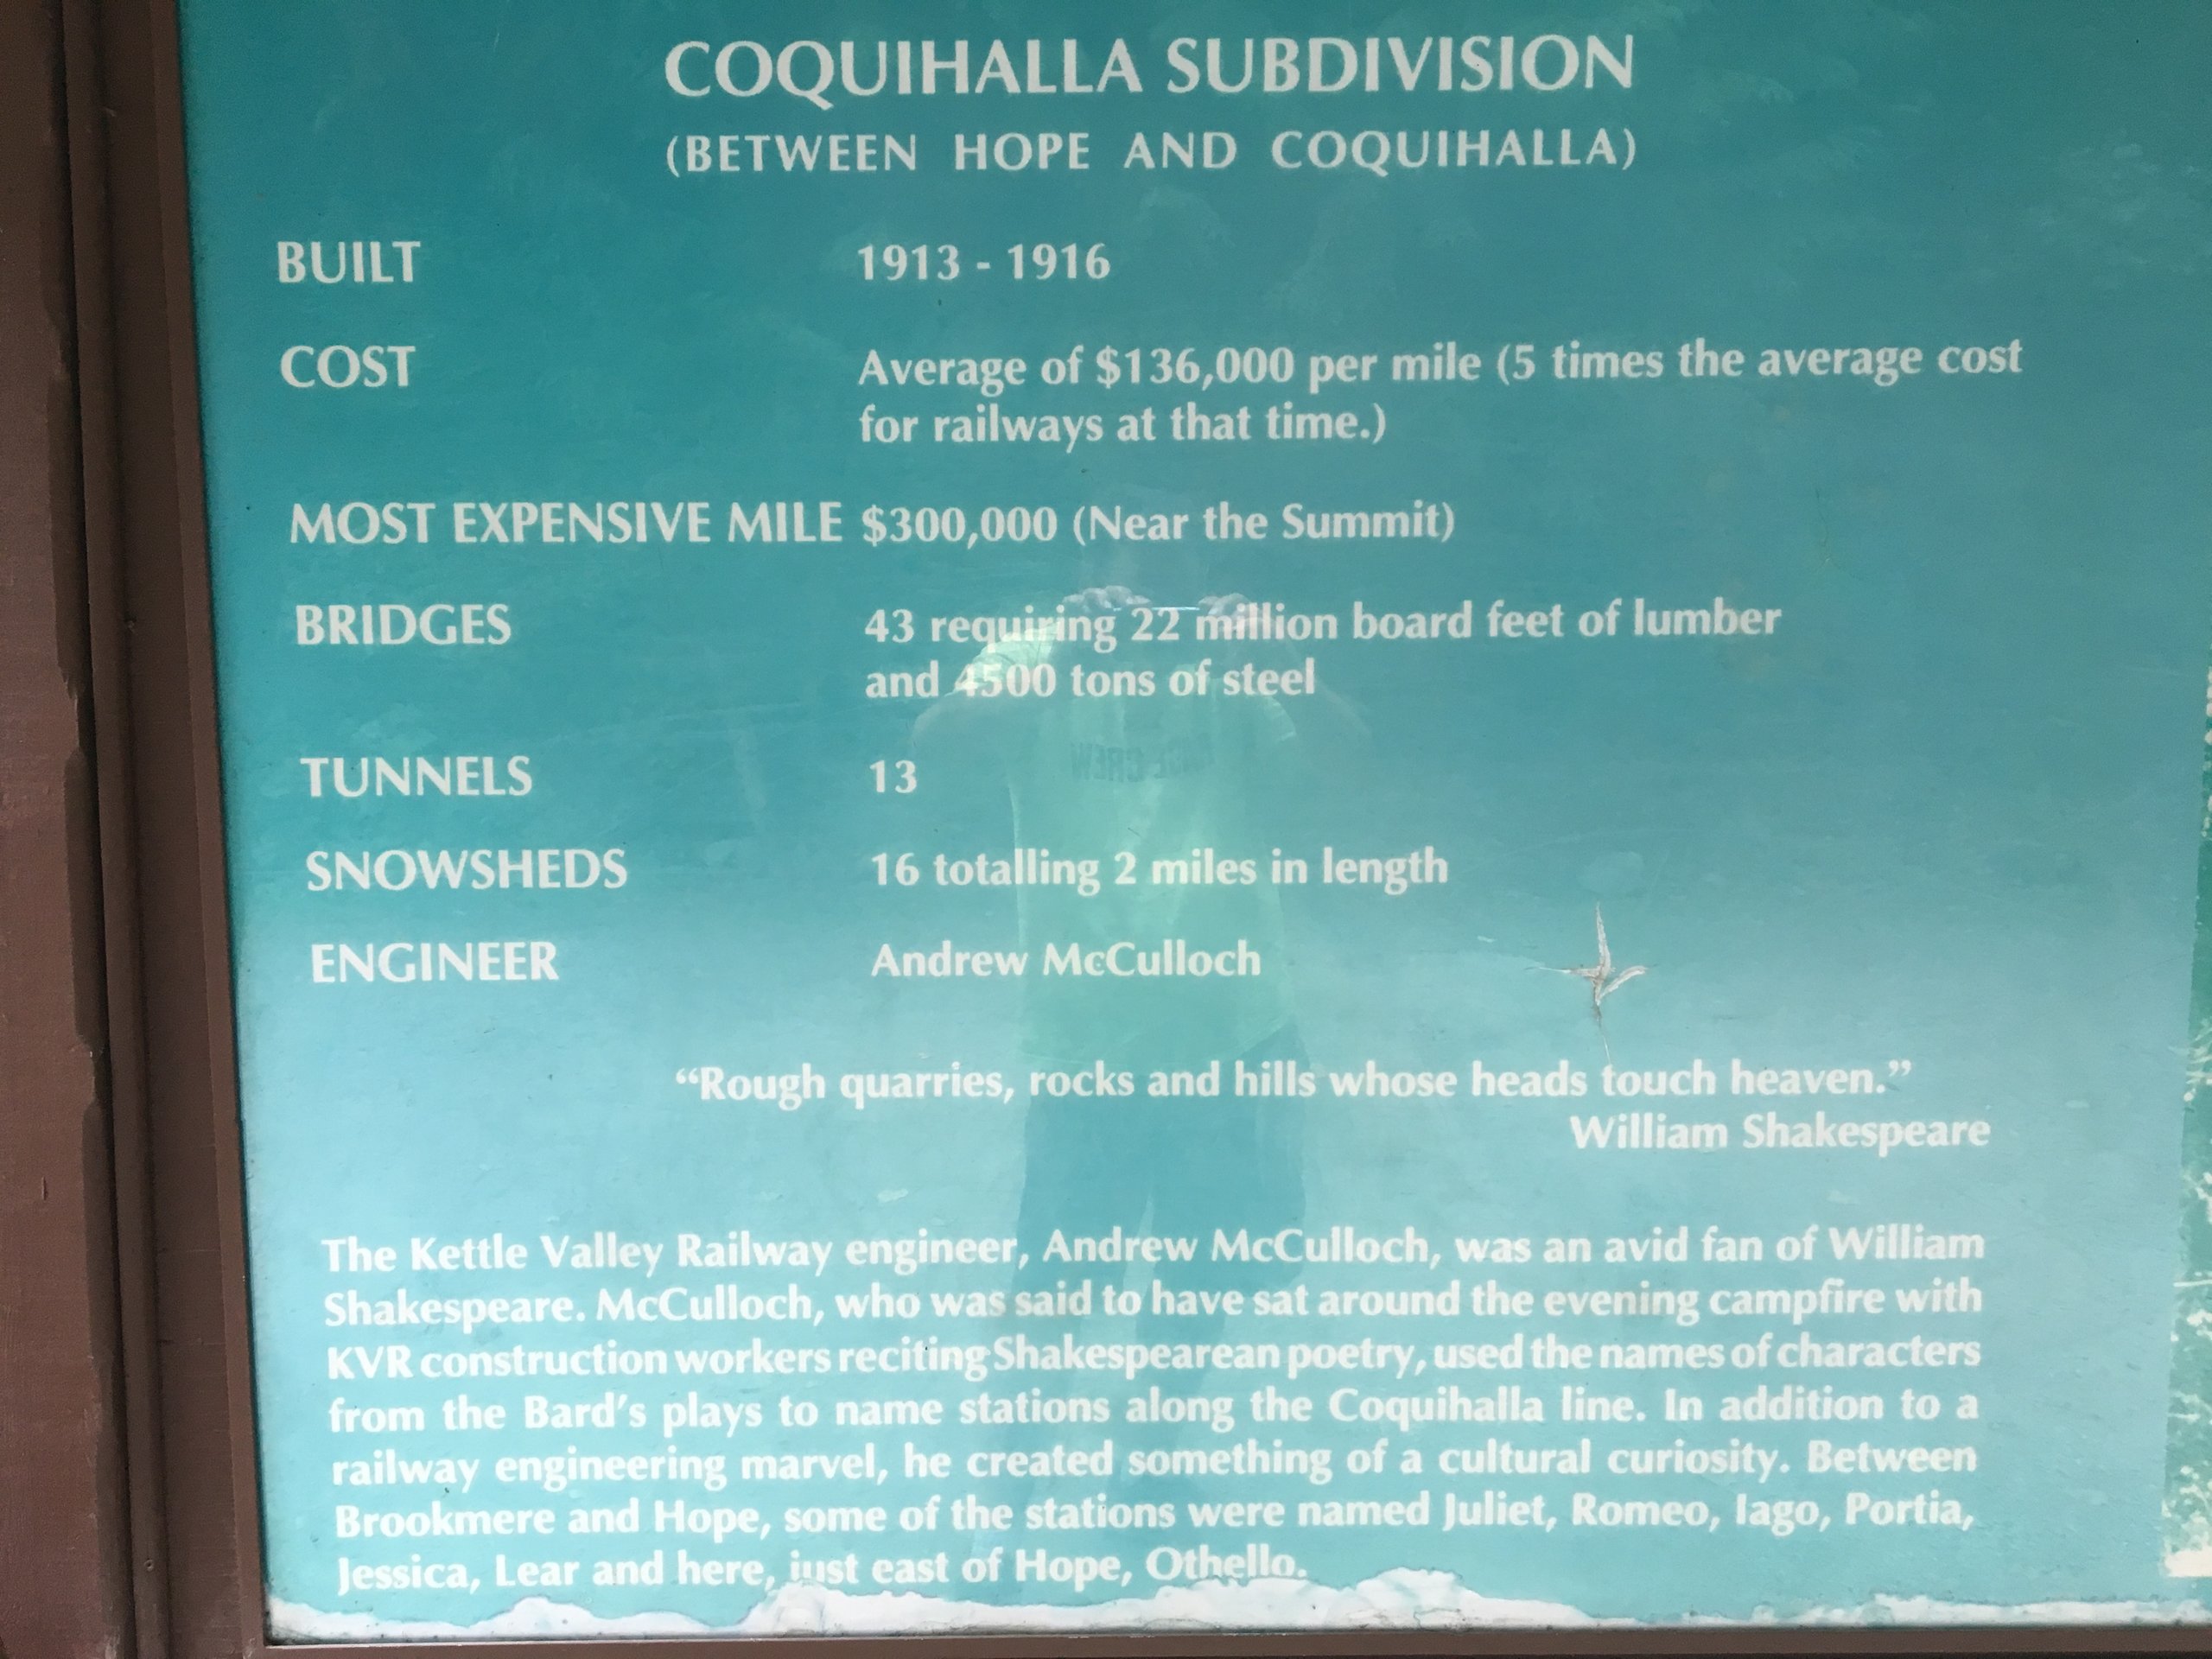 COQUIHALLA SUBDIVISION
(BETWEEN HOPE AND COQUIHALLA)
BUILT 1913 - 1916
COST Average of $136,000 per mile (5 times the average cost
for railways at that time.)
MOST EXPENSIVE MILE $300,000 (Near the Summit)
BRIDGES 43 requiring 22 million board feet of lumber
and 4500 tons of steel
TUNNELS 13
SNOWSHEDS 16 totalling 2 miles in length
ENGINEER Andrew McCulloch
“Rough quarries, rocks and hills whose heads touch heaven.”
William Shakespeare
The Kettle Valley Railway engineer, Andrew McCulloch, was an avid fan of William
Shakespeare. McCulloch, who was said to have sat around the evening campfire with
KVR construction workers reciting Shakespearean poetry, used the names of characters
from the Bard’s plays to name stations along the Coquihalla line. In addition to a
railway engineering marvel, he created something of a cultural curiosity. Between
Brookmere and Hope, some of the stations were named Juliet, Romeo, Iago, Portia,
Jessica, Lear and here, just east of Hope, Othello.
CREW